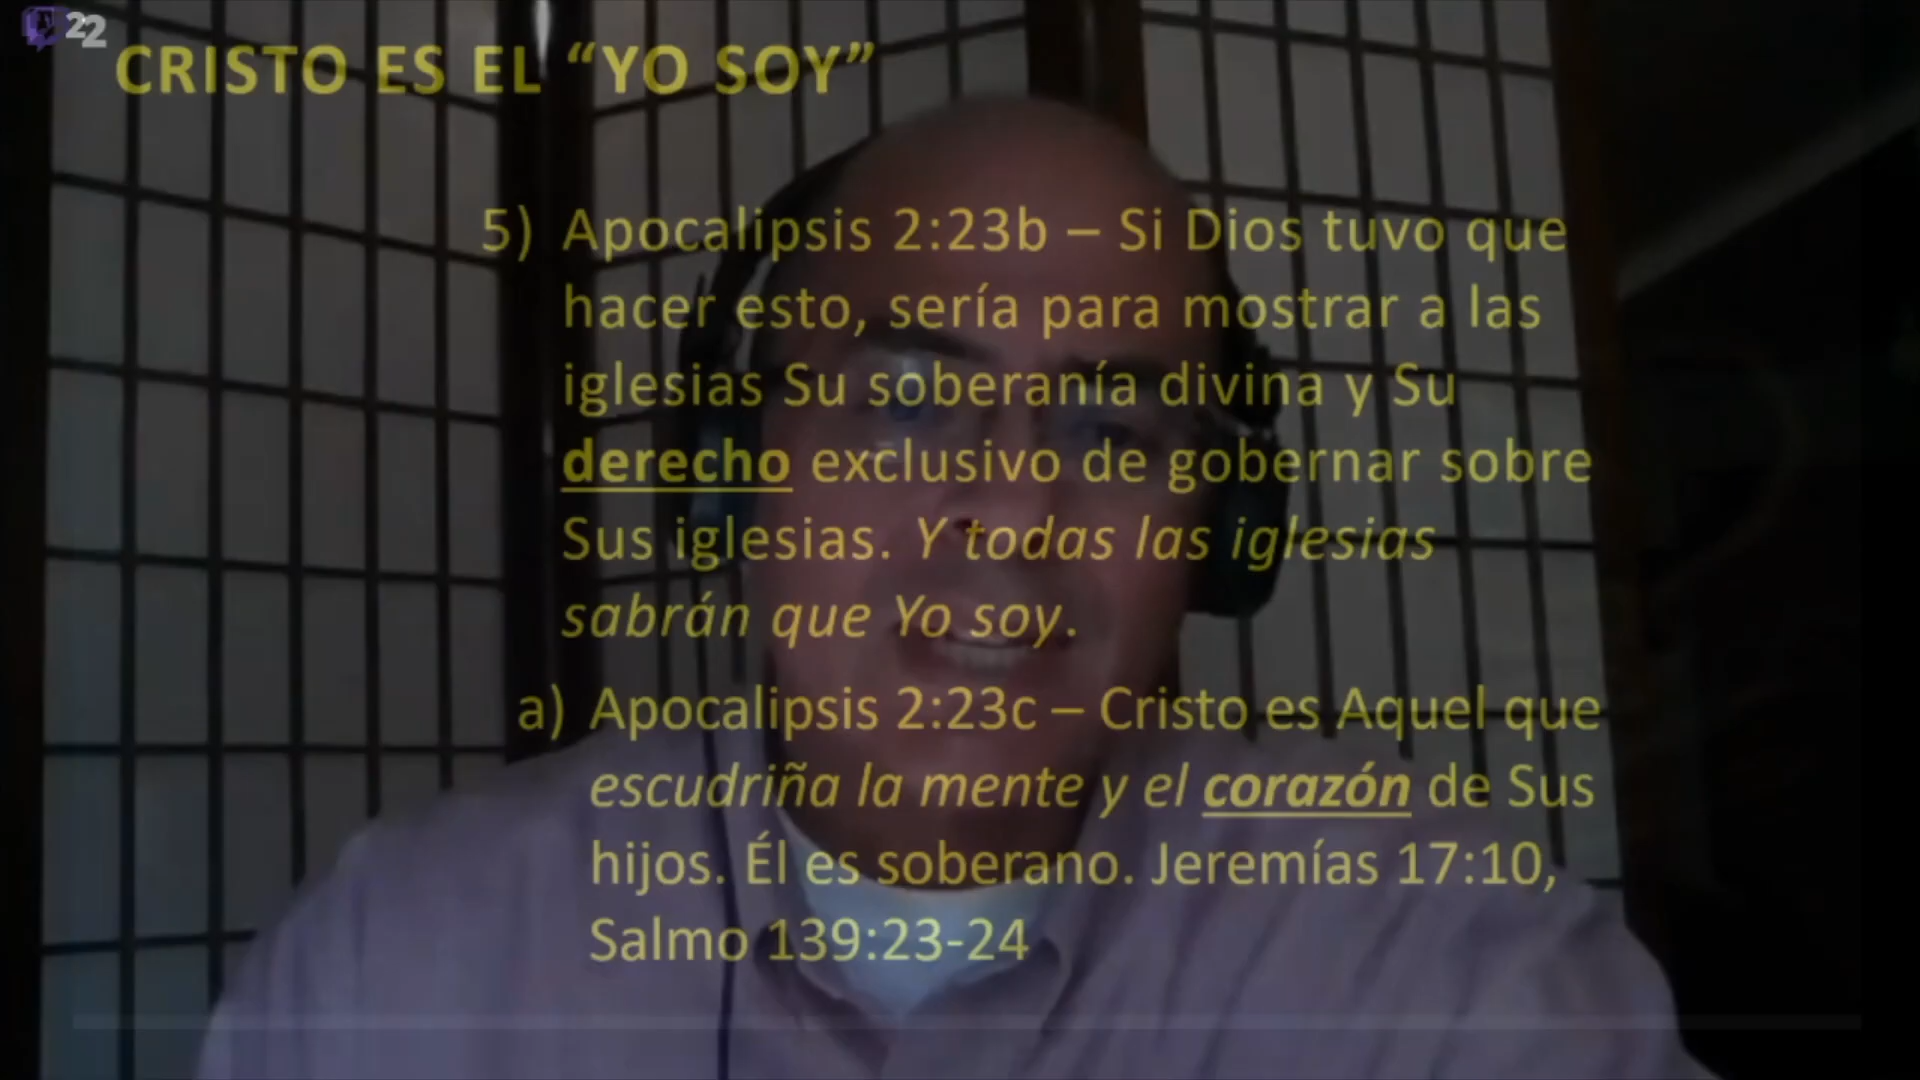 22
CRISTO ES EL “YO SOY”
5) Apocalipsis 2:23b – Si Dios tuvo que
hacer esto, sería para mostrar a las
iglesias Su soberanía divina y Su
derecho exclusivo de gobernar sobre
Sus iglesias. Y todas las iglesias
sabrán que Yo soy.
a) Apocalipsis 2:23c – Cristo es Aquel que
escudriña la mente y el corazón de Sus
hijos. Él es soberano. Jeremías 17:10,
Salmo 139:23-24